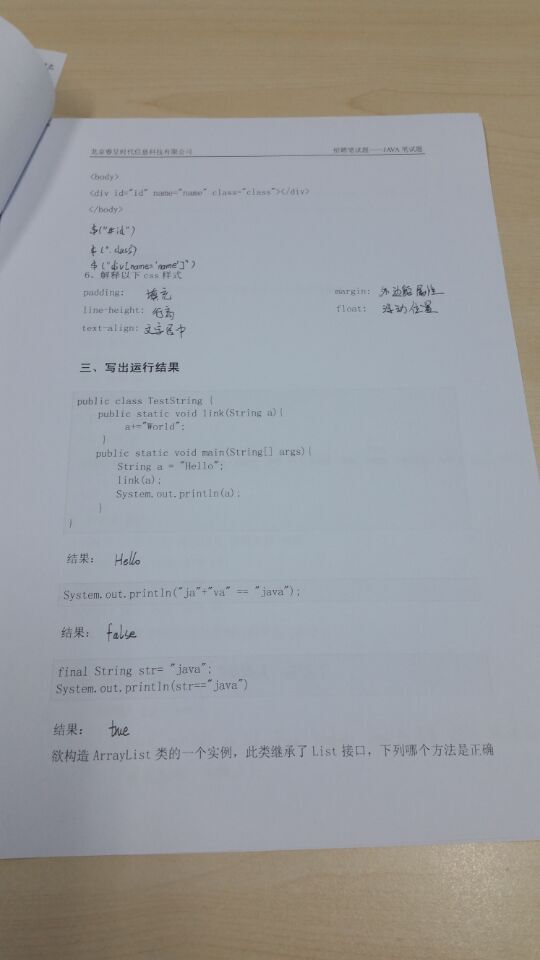 北京睿呈时代信息科技有限公司 招聘笔试题——JAVA 笔试题
<body>
<div id="id" name="name" class="class"></div>
</body>
$("#id")
$(".class")
$("div[name='name']")
6、解释以下 css 样式
padding: 填充 margin: 外边距属性
line-height: 行高 float: 浮动位置
text-align: 文字居中
三、写出运行结果
public class TestString {
public static void link(String a){
a+="World";
}
public static void main(String[] args){
String a = "Hello";
link(a);
System.out.println(a);
}
}
结果： Hello
System.out.println("ja"+"va" == "java");
结果： false
final String str= "java";
System.out.println(str=="java")
结果： true
欲构造 ArrayList 类的一个实例，此类继承了 List 接口，下列哪个方法是正确